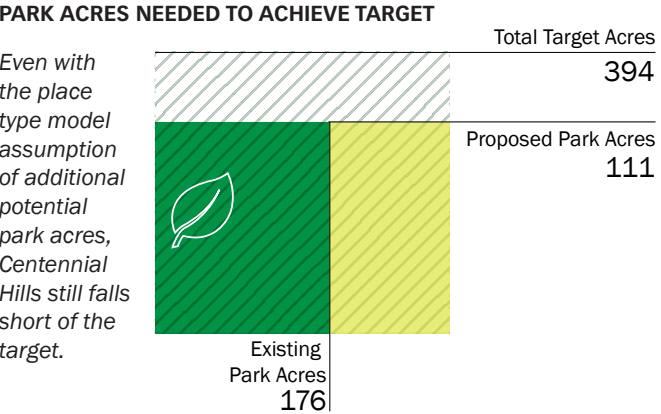 PARK ACRES NEEDED TO ACHIEVE TARGET
Even with
the place
type model
assumption
of additional
potential
park acres,
Centennial
Hills still falls
short of the
target.
Total Target Acres
394
Proposed Park Acres
111
Existing
Park Acres
176